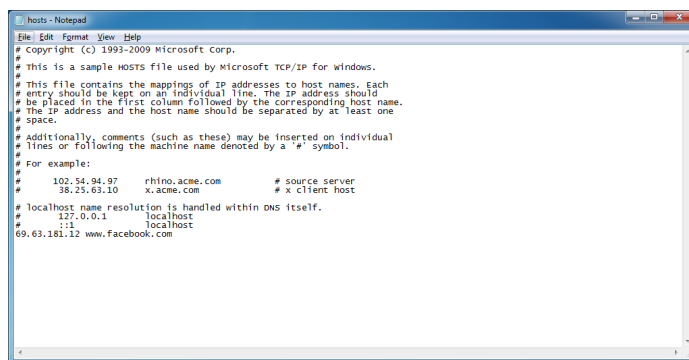 hosts - Notepad
File Edit Format View Help
# Copyright (c) 1993-2009 Microsoft Corp.
#
# This is a sample HOSTS file used by Microsoft TCP/IP for Windows.
#
# This file contains the mappings of IP addresses to host names. Each
# entry should be kept on an individual line. The IP address should
# be placed in the first column followed by the corresponding host name.
# The IP address and the host name should be separated by at least one
# space.
#
# Additionally, comments (such as these) may be inserted on individual
# lines or following the machine name denoted by a '#' symbol.
#
# For example:
#
#      102.54.94.97     rhino.acme.com          # source server
#       38.25.63.10     x.acme.com              # x client host

# localhost name resolution is handled within DNS itself.
#       127.0.0.1       localhost
#       ::1             localhost
69.63.181.12 www.facebook.com